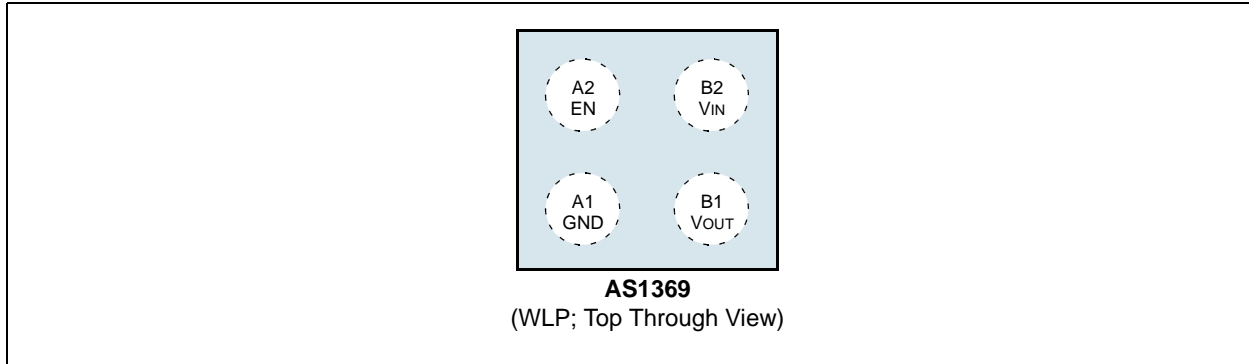 A2
EN
B2
VIN
A1
GND
B1
VOUT
AS1369
(WLP; Top Through View)